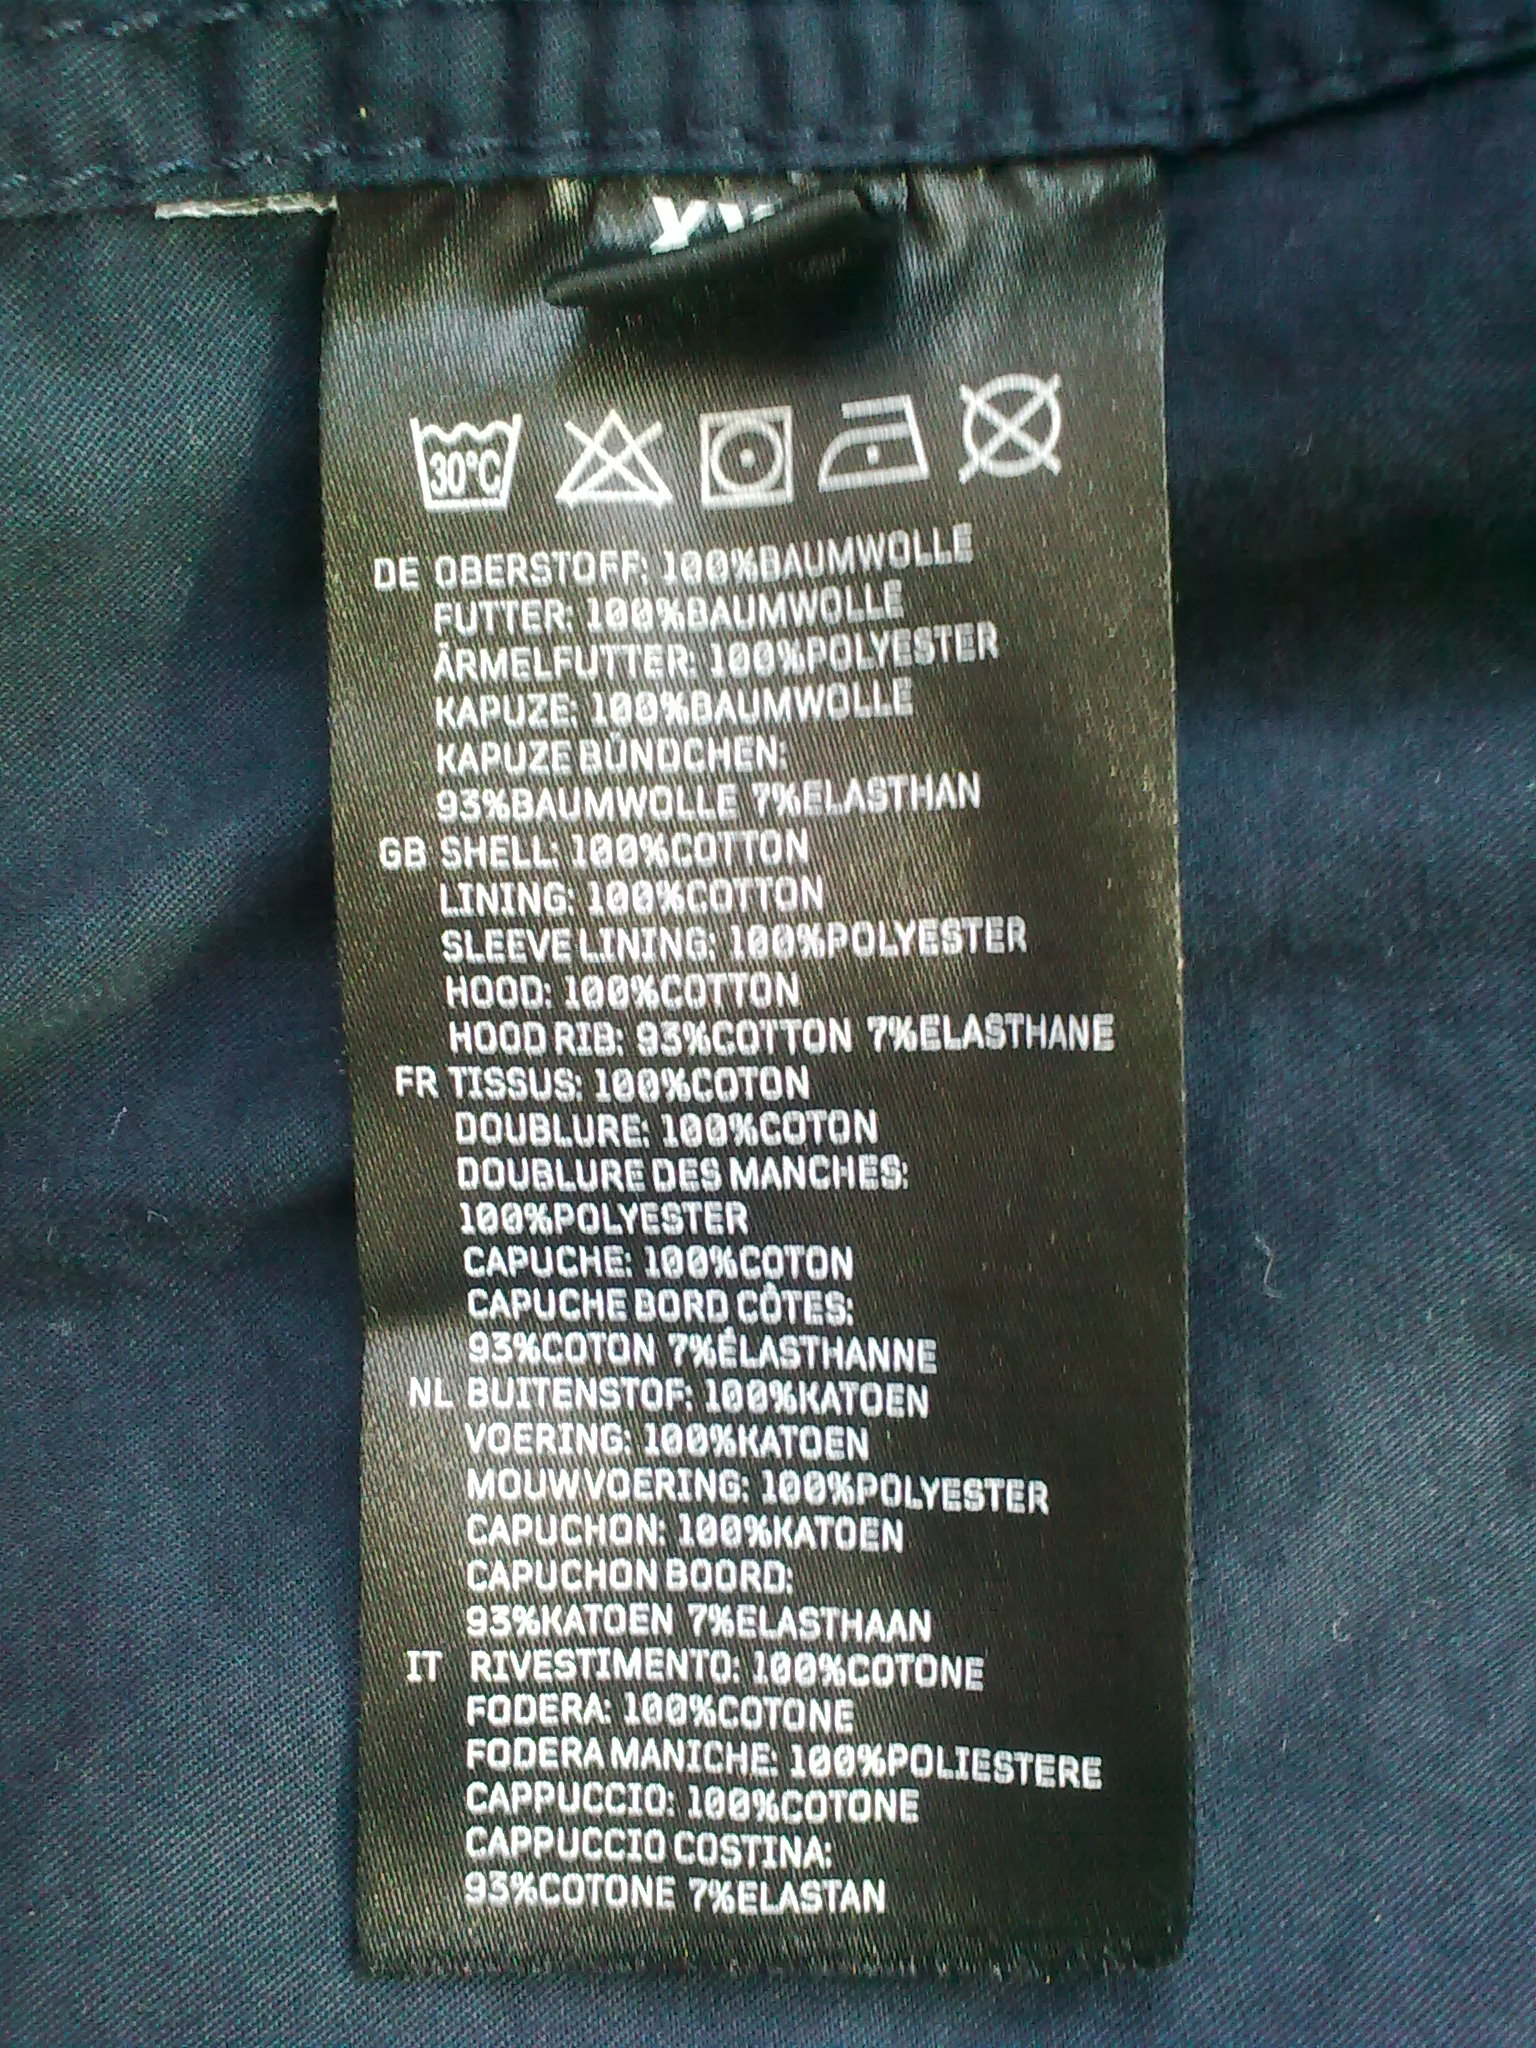 30°C
DE OBERSTOFF: 100%BAUMWOLLE
FUTTER: 100%BAUMWOLLE
ÄRMELFUTTER: 100%POLYESTER
KAPUZE: 100%BAUMWOLLE
KAPUZE BÜNDCHEN:
93%BAUMWOLLE 7%ELASTHAN
GB SHELL: 100%COTTON
LINING: 100%COTTON
SLEEVE LINING: 100%POLYESTER
HOOD: 100%COTTON
HOOD RIB: 93%COTTON 7%ELASTHANE
FR TISSUS: 100%COTON
DOUBLURE: 100%COTON
DOUBLURE DES MANCHES:
100%POLYESTER
CAPUCHE: 100%COTON
CAPUCHE BORD CÔTES:
93%COTON 7%ÉLASTHANNE
NL BUITENSTOF: 100%KATOEN
VOERING: 100%KATOEN
MOUWVOERING: 100%POLYESTER
CAPUCHON: 100%KATOEN
CAPUCHON BOORD:
93%KATOEN 7%ELASTHAAN
IT RIVESTIMENTO: 100%COTONE
FODERA: 100%COTONE
FODERA MANICHE: 100%POLIESTERE
CAPPUCCIO: 100%COTONE
CAPPUCCIO COSTINA:
93%COTONE 7%ELASTAN